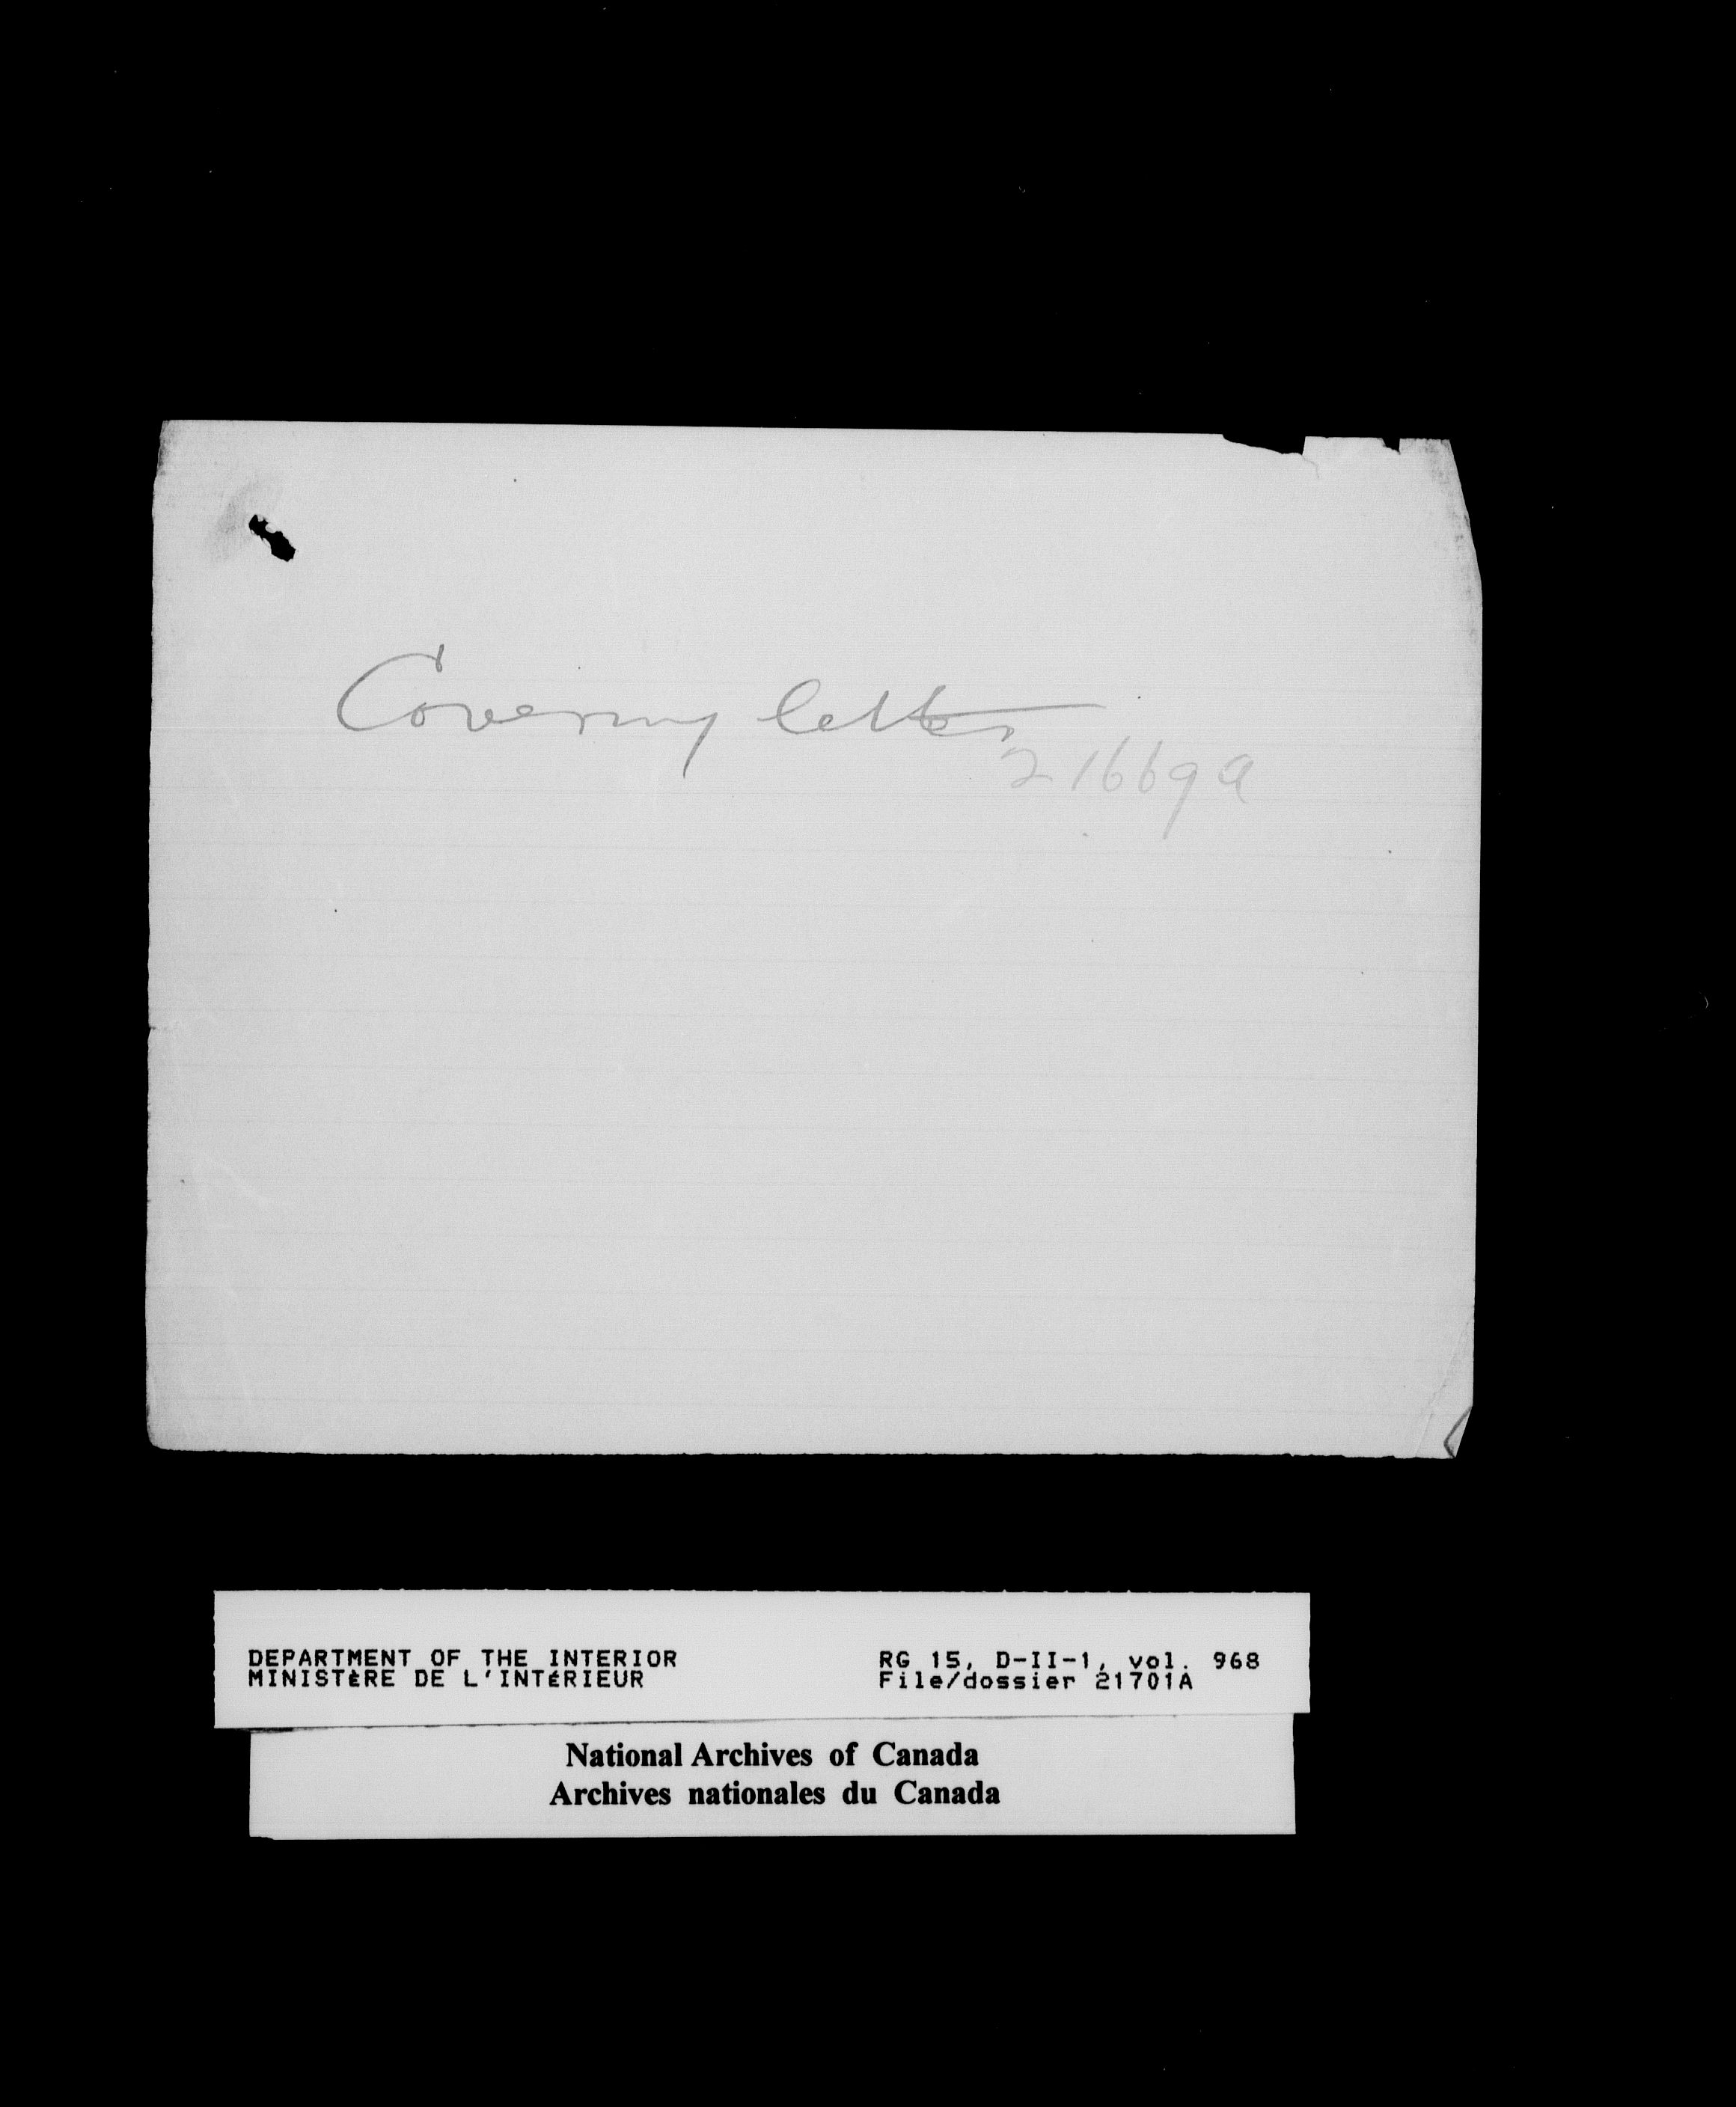 Covering letter
21669a
DEPARTMENT OF THE INTERIOR
MINISTÈRE DE L'INTÉRIEUR
RG 15, D-II-1, vol. 968
File/dossier 21701A
National Archives of Canada
Archives nationales du Canada